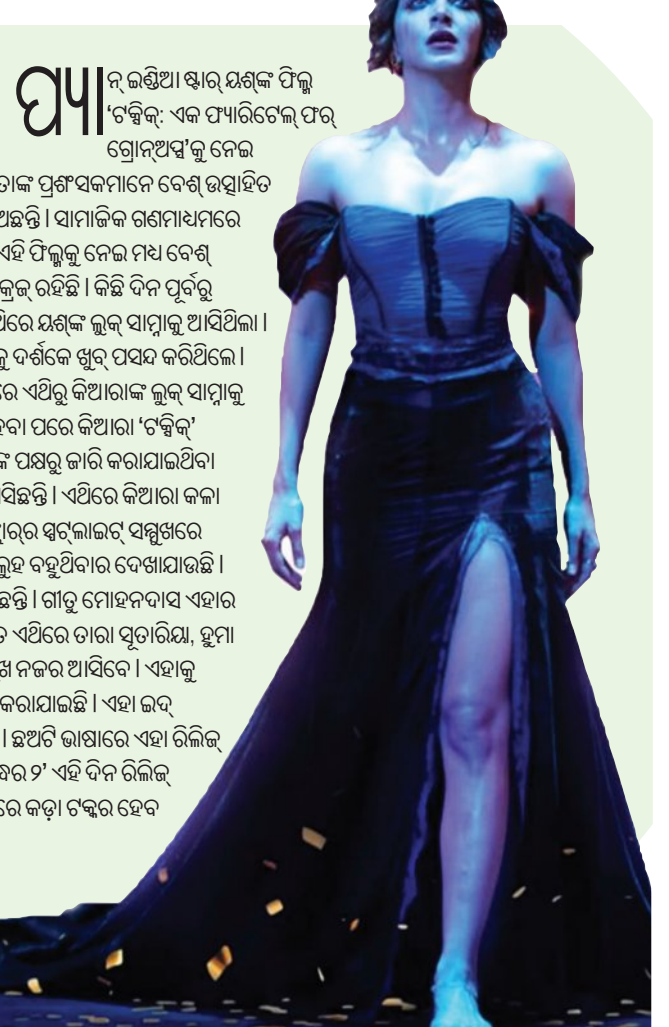 ପ୍ୟାନ୍ ଇଣ୍ଡିଆ ଷ୍ଟାର୍ ୟଶ୍‌ଙ୍କ ଫିଲ୍ମ
‘ଟକ୍ସିକ୍: ଏକ ଫ୍ୟାରିଟେଲ୍ ଫର୍
ଗ୍ରୋନ୍‌ଅପ୍ସ’କୁ ନେଇ
ତାଙ୍କ ପ୍ରଶଂସକମାନେ ବେଶ୍ ଉତ୍ସାହିତ
ଅଛନ୍ତି । ସାମାଜିକ ଗଣମାଧ୍ୟମରେ
ଏହି ଫିଲ୍ମକୁ ନେଇ ମଧ୍ୟ ବେଶ୍
କ୍ରେଜ୍ ରହିଛି । କିଛି ଦିନ ପୂର୍ବରୁ
ଥିରେ ୟଶ୍‌ଙ୍କ ଲୁକ୍ ସାମ୍ନାକୁ ଆସିଥିଲା ।
କୁ ଦର୍ଶକେ ଖୁବ୍ ପସନ୍ଦ କରିଥିଲେ ।
ରେ ଏଥିରୁ କିଆରାଙ୍କ ଲୁକ୍ ସାମ୍ନାକୁ
ହବା ପରେ କିଆରା ‘ଟକ୍ସିକ୍’
ଙ୍କ ପକ୍ଷରୁ ଜାରି କରାଯାଇଥିବା
ସିଛନ୍ତି । ଏଥିରେ କିଆରା କଳା
ର୍‌ର ସ୍ପଟ୍‌ଲାଇଟ୍ ସମ୍ମୁଖରେ
ଲୁହ ବହୁଥିବାର ଦେଖାଯାଉଛି ।
ଛନ୍ତି । ଗୀତୁ ମୋହନଦାସ ଏହାର
ତ ଏଥିରେ ତାରା ସୂତାରିୟା, ହୁମା
ଖ ନଜର ଆସିବେ । ଏହାକୁ
କରାଯାଇଛି । ଏହା ଇଦ୍
। ଛଅଟି ଭାଷାରେ ଏହା ରିଲିଜ୍
ନ୍ଧର ୨’ ଏହି ଦିନ ରିଲିଜ୍
ରେ କଡ଼ା ଟକ୍କର ହେବ